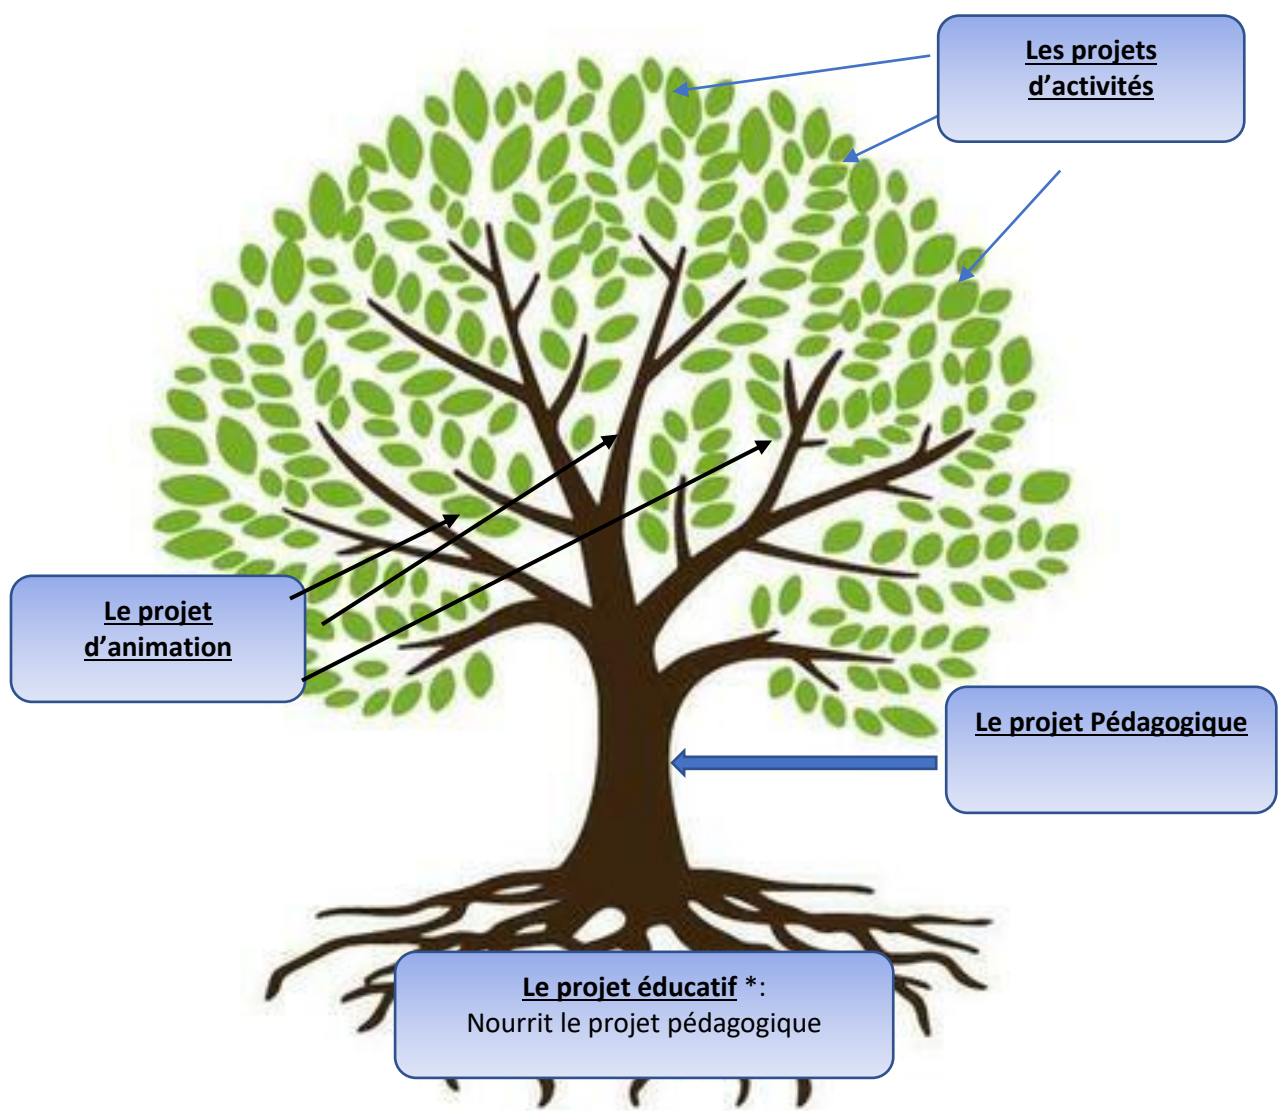 Les projets
d’activités
Le projet
d’animation
Le projet Pédagogique
Le projet éducatif *:
Nourrit le projet pédagogique